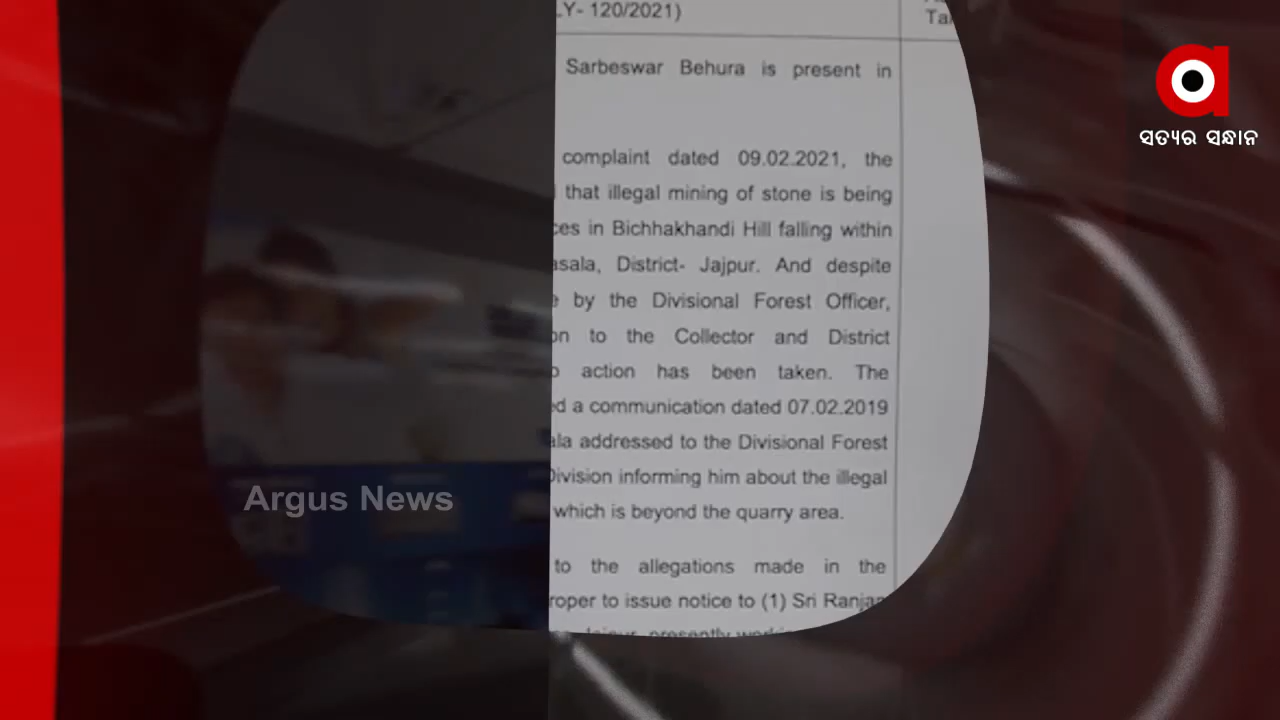 LY- 120/2021)
Sarbeswar Behura is present in
complaint dated 09.02.2021, the
that illegal mining of stone is being
ces in Bichhakhandi Hill falling within
asala, District- Jajpur. And despite
e by the Divisional Forest Officer,
on to the Collector and District
o action has been taken. The
ed a communication dated 07.02.2019
ala addressed to the Divisional Forest
Division informing him about the illegal
which is beyond the quarry area.
to the allegations made in the
roper to issue notice to (1) Sri Ranjan
ସତ୍ୟର ସନ୍ଧାନ
Argus News